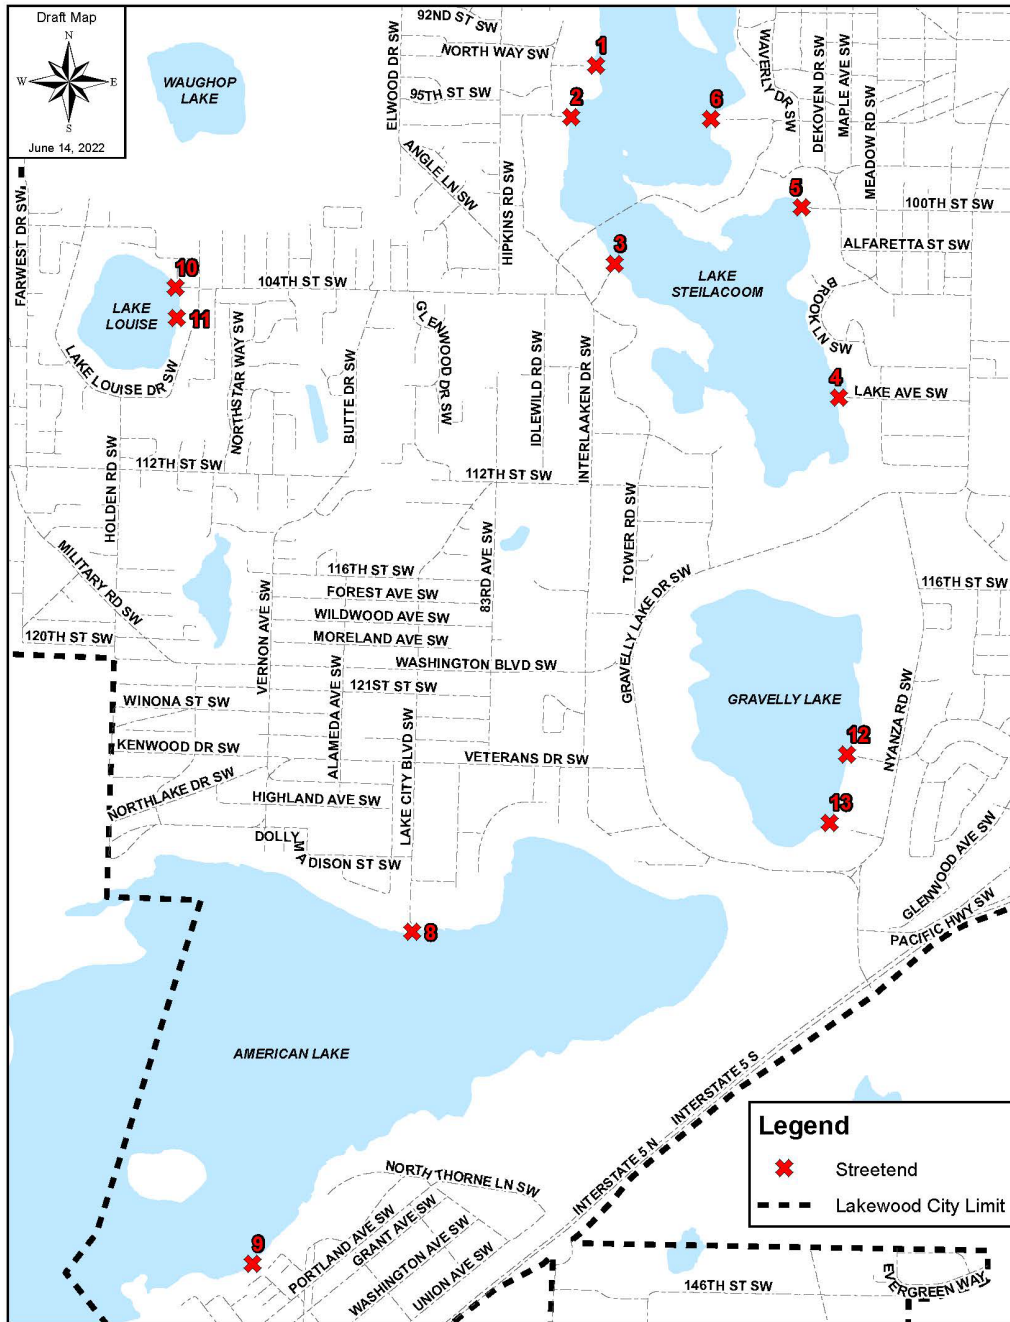 Draft Map
N
W
E
S
June 14, 2022
WAUGHOP
LAKE
92ND ST SW
NORTH WAY SW
95TH ST SW
ELWOOD DR SW
ANGLE LN SW
HIPKINS RD SW
1
2
6
WAVERLY DR SW
DEKOVEN DR SW
MAPLE AVE SW
MEADOW RD SW
5
100TH ST SW
ALFARETTA ST SW
3
LAKE
STEILACOOM
BROOK LN SW
4
LAKE AVE SW
FARWEST DR SW
10
LAKE
LOUISE
11
104TH ST SW
LAKE LOUISE DR SW
NORTHSTAR WAY SW
BUTTE DR SW
GLENWOOD DR SW
IDLEWILD RD SW
INTERLAAKEN DR SW
112TH ST SW
112TH ST SW
HOLDEN RD SW
TOWER RD SW
83RD AVE SW
MILITARY RD SW
116TH ST SW
FOREST AVE SW
WILDWOOD AVE SW
MORELAND AVE SW
116TH ST SW
120TH ST SW
VERNON AVE SW
WASHINGTON BLVD SW
GRAVELLY LAKE DR SW
121ST ST SW
WINONA ST SW
ALAMEDA AVE SW
LAKE CITY BLVD SW
GRAVELLY LAKE
NYANZA RD SW
12
KENWOOD DR SW
VETERANS DR SW
NORTHLAKE DR SW
HIGHLAND AVE SW
13
DOLLY MADISON ST SW
GLENWOOD AVE SW
PACIFIC HWY SW
8
AMERICAN LAKE
INTERSTATE 5 S
INTERSTATE 5 N
NORTH THORNE LN SW
9
PORTLAND AVE SW
GRANT AVE SW
WASHINGTON AVE SW
UNION AVE SW
Legend
Streetend
Lakewood City Limit
146TH ST SW
EVERGREEN WAY